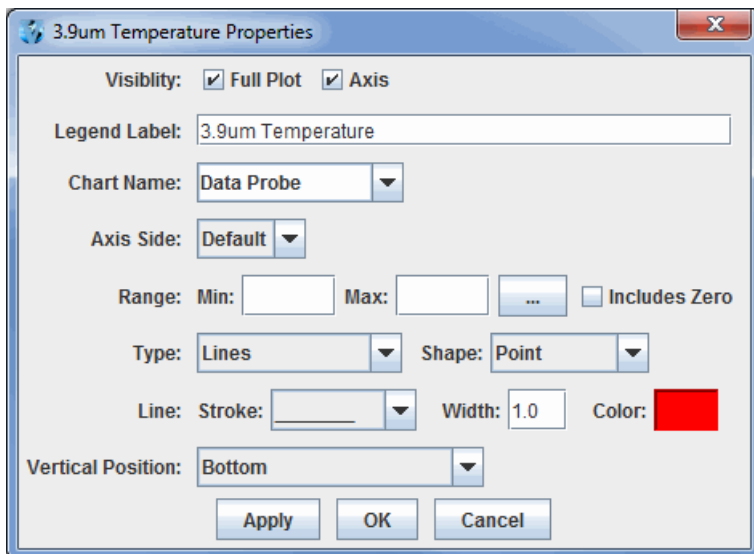 3.9um Temperature Properties
Visiblity: Full Plot Axis
Legend Label: 3.9um Temperature
Chart Name: Data Probe
Axis Side: Default
Range: Min: Max: ... Includes Zero
Type: Lines Shape: Point
Line: Stroke: Width: 1.0 Color:
Vertical Position: Bottom
Apply OK Cancel